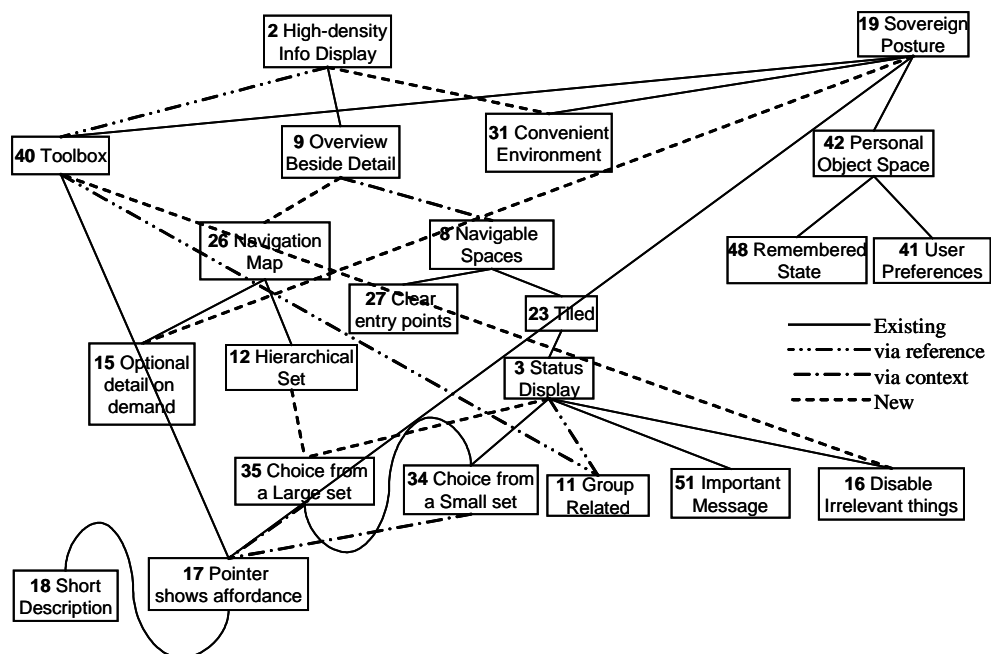 2 High-density
Info Display
19 Sovereign
Posture
40 Toolbox
9 Overview
Beside Detail
31 Convenient
Environment
42 Personal
Object Space
26 Navigation
Map
8 Navigable
Spaces
48 Remembered
State
41 User
Preferences
27 Clear
entry points
23 Tiled
15 Optional
detail on
demand
12 Hierarchical
Set
3 Status
Display
Existing
via reference
via context
New
35 Choice from
a Large set
34 Choice from
a Small set
11 Group
Related
51 Important
Message
16 Disable
Irrelevant things
18 Short
Description
17 Pointer
shows affordance